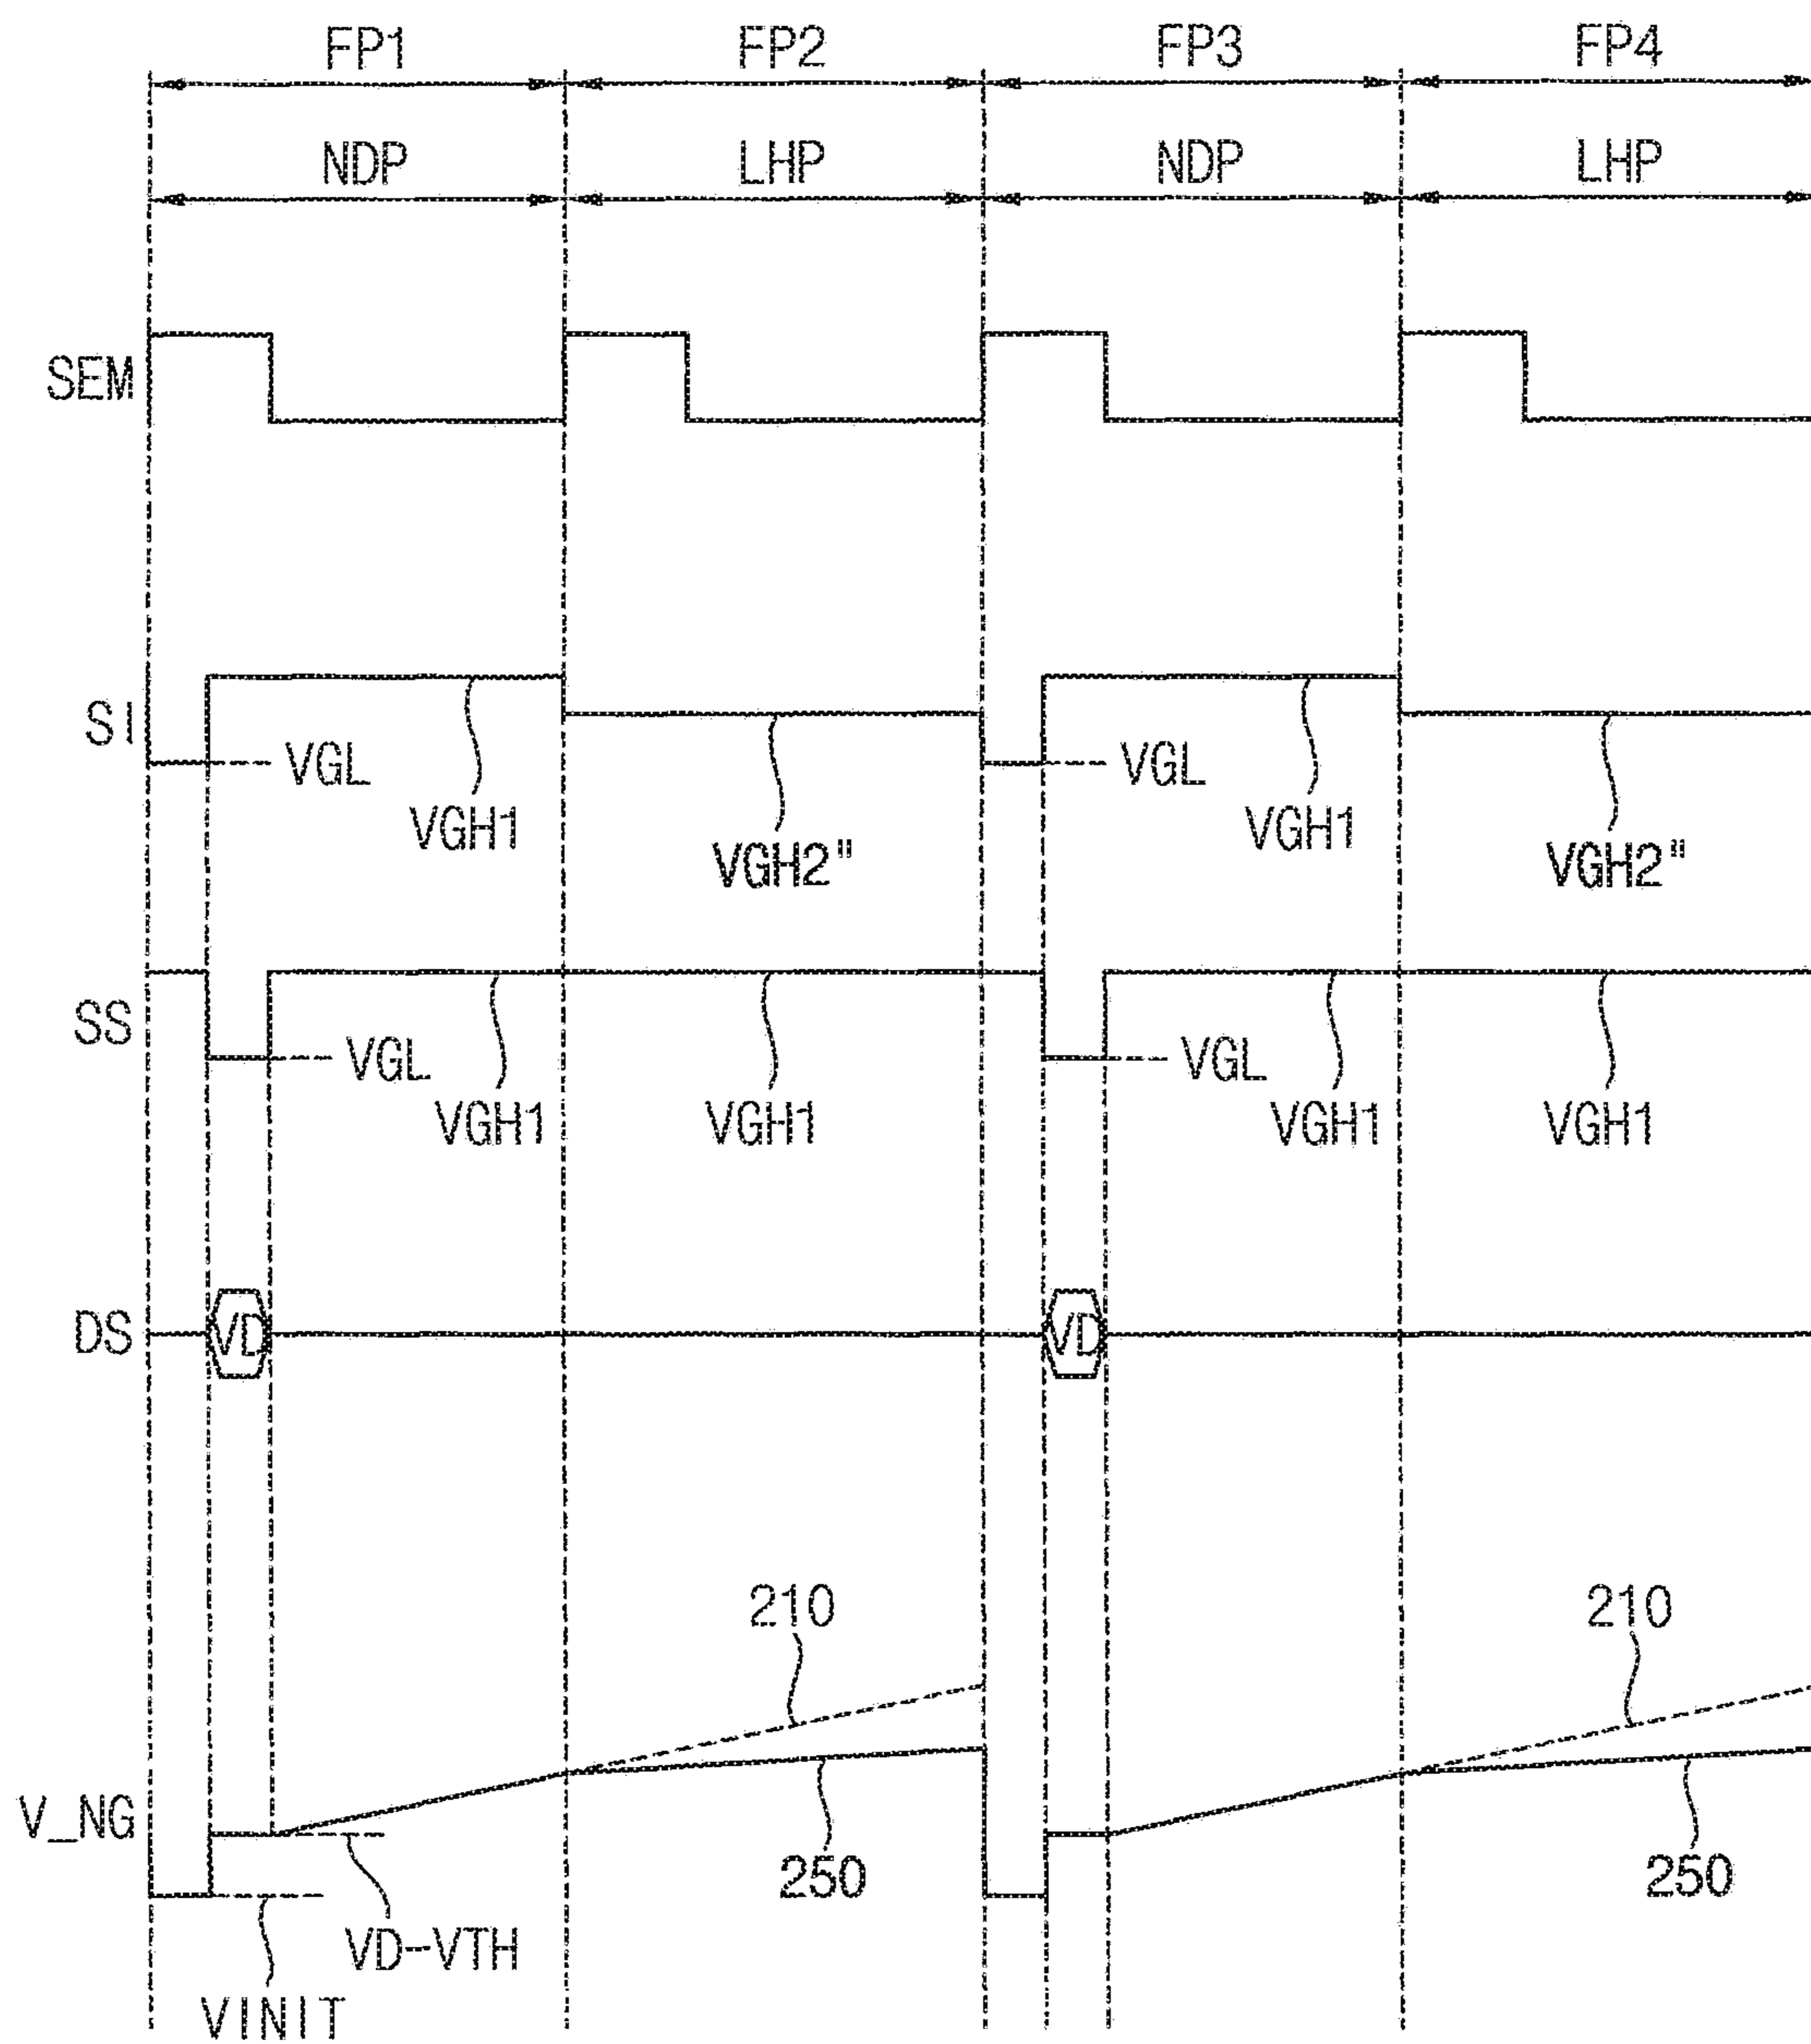 FP1 FP2 FP3 FP4
NDP LHP NDP LHP
SEM
SI
VGL VGL
VGH1 VGH1
VGH2" VGH2"
SS
VGL VGL
VGH1 VGH1 VGH1 VGH1
DS VD VD
210 210
V_NG
250 250
VD-VTH
VINIT